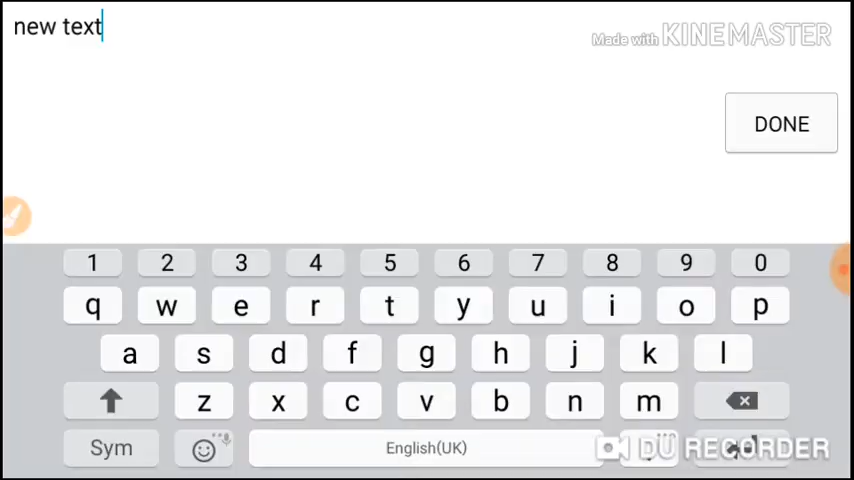 new text
Made with KINEMASTER
DONE
1 2 3 4 5 6 7 8 9 0
q w e r t y u i o p
a s d f g h j k l
z x c v b n m
Sym English(UK)
DU RECORDER